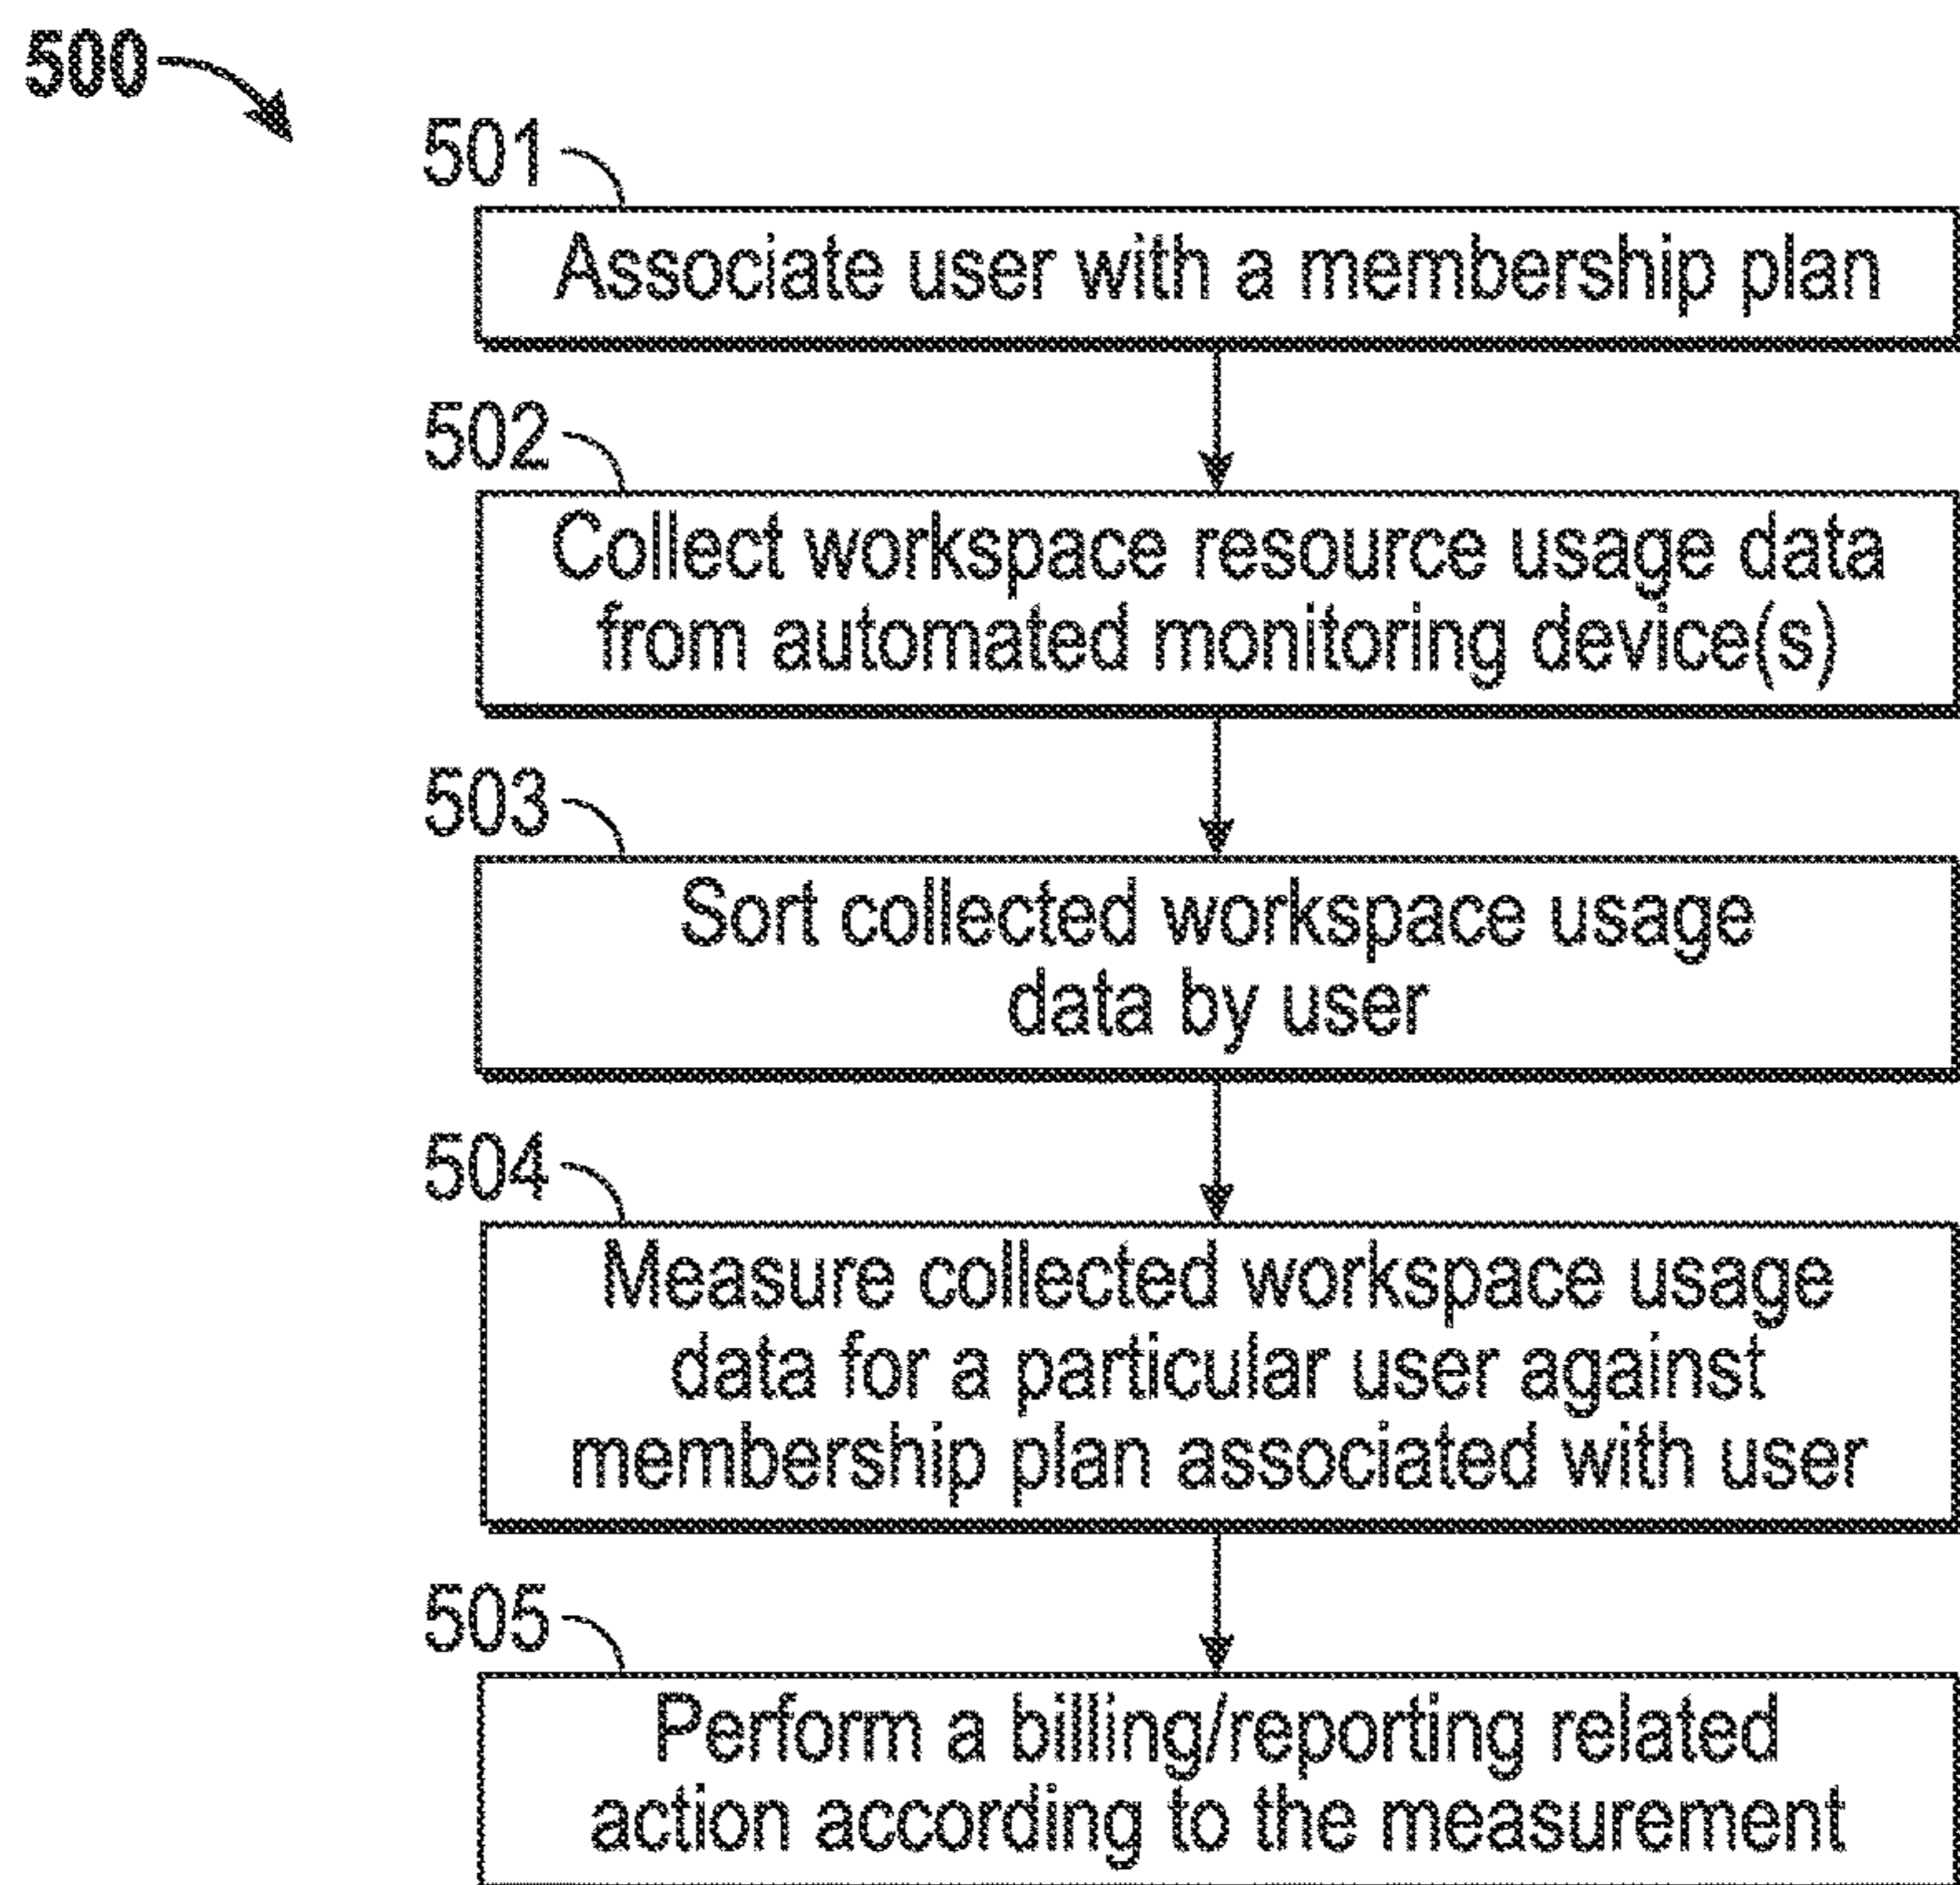 500
501
Associate user with a membership plan
502
Collect workspace resource usage data
from automated monitoring device(s)
503
Sort collected workspace usage
data by user
504
Measure collected workspace usage
data for a particular user against
membership plan associated with user
505
Perform a billing/reporting related
action according to the measurement